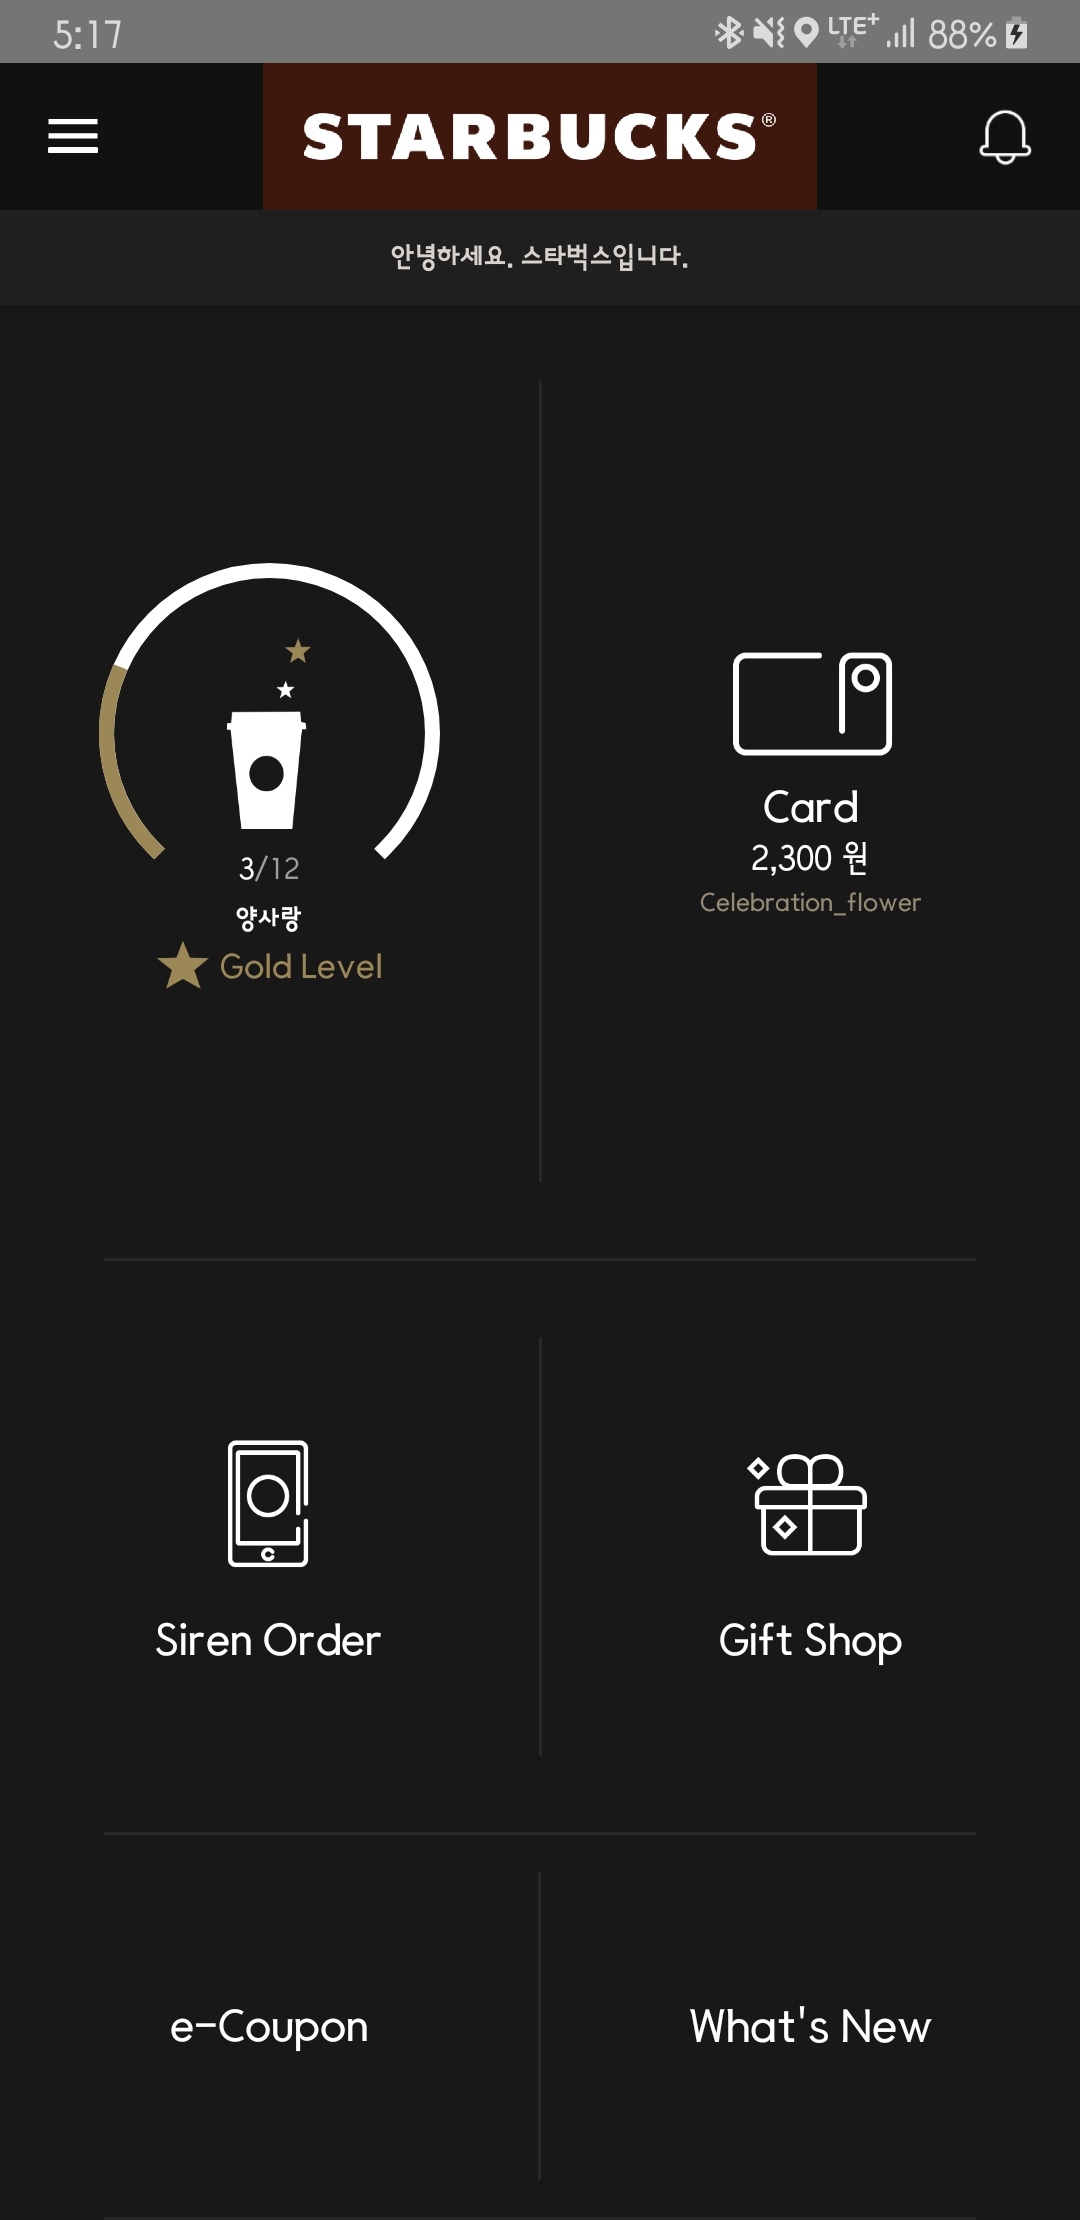 5:17
LTE+ 88%
STARBUCKS®
안녕하세요. 스타벅스입니다.
3/12
양사랑
Gold Level
Card
2,300 원
Celebration_flower
Siren Order
Gift Shop
e-Coupon
What's New